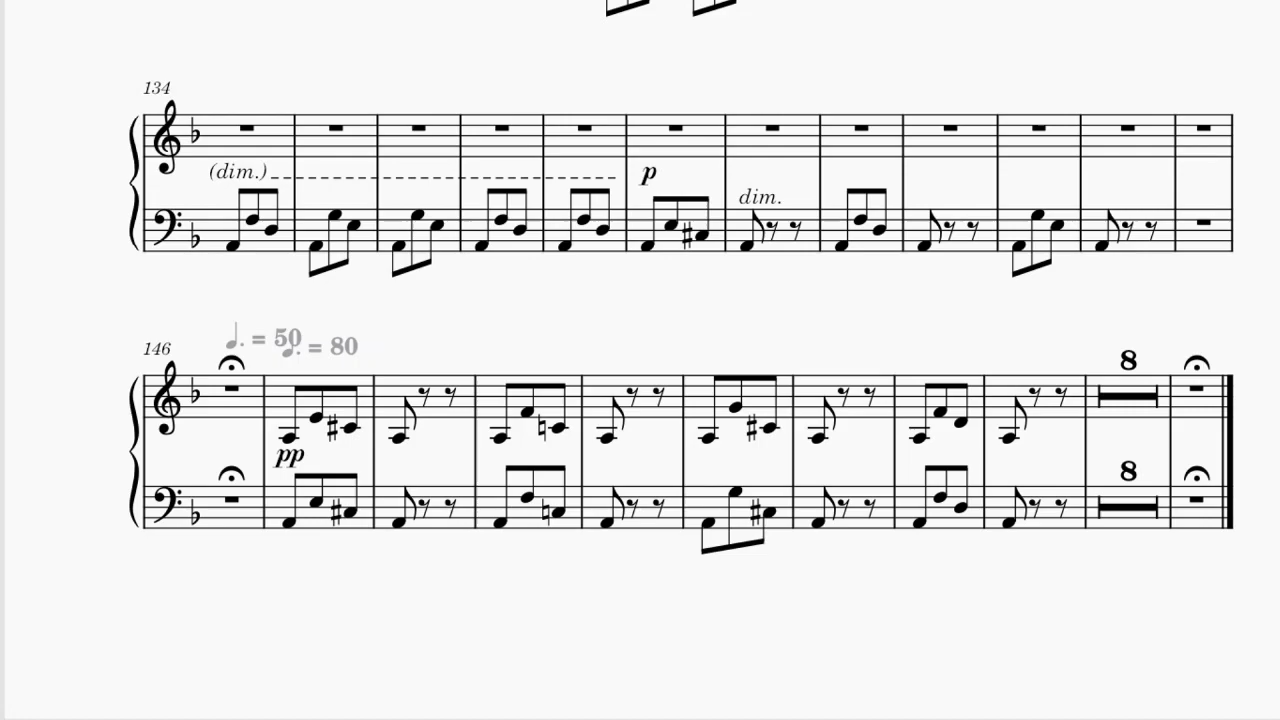 134
(dim.)
p
dim.
♩. = 50
♩. = 80
146
8
pp
8